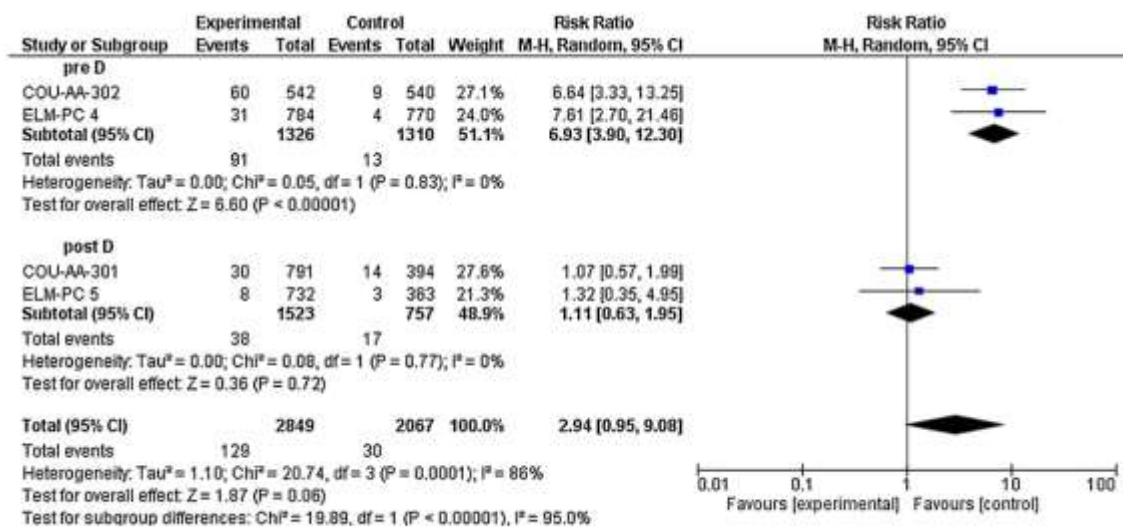 Experimental Control Risk Ratio Risk Ratio
Study or Subgroup Events Total Events Total Weight M-H, Random, 95% CI M-H, Random, 95% CI
pre D
COU-AA-302 60 542 9 540 27.1% 6.64 [3.33, 13.25]
ELM-PC 4 31 784 4 770 24.0% 7.61 [2.70, 21.46]
Subtotal (95% CI) 1326 1310 51.1% 6.93 [3.90, 12.30]
Total events 91 13
Heterogeneity: Tau² = 0.00; Chi² = 0.05, df = 1 (P = 0.83); I² = 0%
Test for overall effect: Z = 6.60 (P < 0.00001)
post D
COU-AA-301 30 791 14 394 27.6% 1.07 [0.57, 1.99]
ELM-PC 5 8 732 3 363 21.3% 1.32 [0.35, 4.95]
Subtotal (95% CI) 1523 757 48.9% 1.11 [0.63, 1.95]
Total events 38 17
Heterogeneity: Tau² = 0.00; Chi² = 0.08, df = 1 (P = 0.77); I² = 0%
Test for overall effect: Z = 0.36 (P = 0.72)
Total (95% CI) 2849 2067 100.0% 2.94 [0.95, 9.08]
Total events 129 30
Heterogeneity: Tau² = 1.10; Chi² = 20.74, df = 3 (P = 0.0001); I² = 86%
Test for overall effect: Z = 1.87 (P = 0.06)
Test for subgroup differences: Chi² = 19.89, df = 1 (P < 0.00001), I² = 95.0%
0.01 0.1 1 10 100
Favours [experimental] Favours [control]